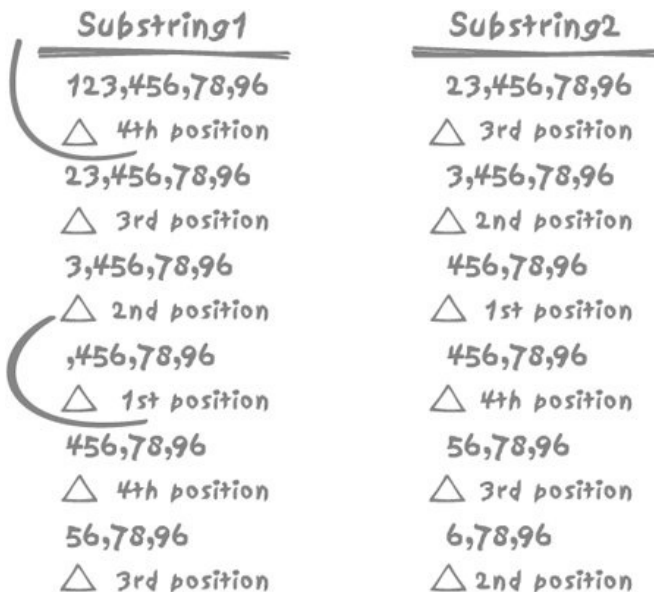 Substring1
123,456,78,96
△ 4th position
23,456,78,96
△ 3rd position
3,456,78,96
△ 2nd position
,456,78,96
△ 1st position
456,78,96
△ 4th position
56,78,96
△ 3rd position
Substring2
23,456,78,96
△ 3rd position
3,456,78,96
△ 2nd position
456,78,96
△ 1st position
456,78,96
△ 4th position
56,78,96
△ 3rd position
6,78,96
△ 2nd position